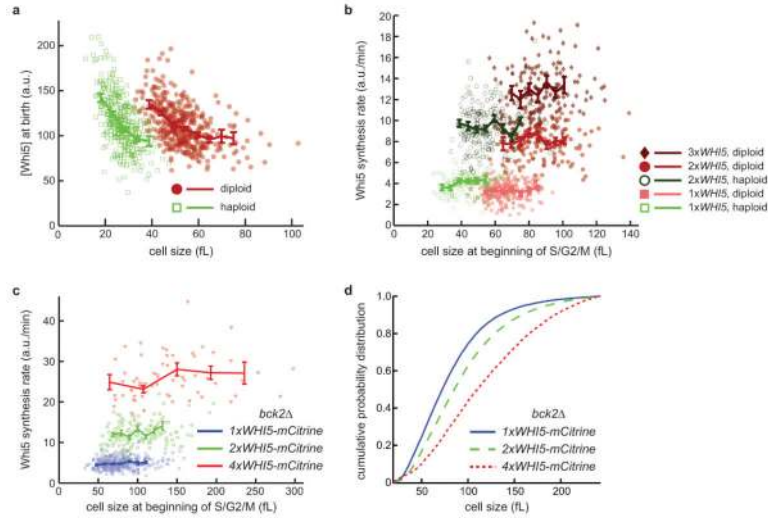 a
[Whi5] at birth (a.u.)
200
150
100
50
0
diploid
haploid
0 20 40 60 80 100
cell size (fL)
b
Whi5 synthesis rate (a.u./min)
20
18
16
14
12
10
8
6
4
2
0
0 20 40 60 80 100 120 140
cell size at beginning of S/G2/M (fL)
3xWHI5, diploid
2xWHI5, diploid
2xWHI5, haploid
1xWHI5, diploid
1xWHI5, haploid
c
Whi5 synthesis rate (a.u./min)
60
50
40
30
20
10
0
bck2Δ
1xWHI5-mCitrine
2xWHI5-mCitrine
4xWHI5-mCitrine
0 50 100 150 200 250 300
cell size at beginning of S/G2/M (fL)
d
cumulative probability distribution
1.0
0.8
0.6
0.4
0.2
0
bck2Δ
1xWHI5-mCitrine
2xWHI5-mCitrine
4xWHI5-mCitrine
50 100 150 200
cell size (fL)